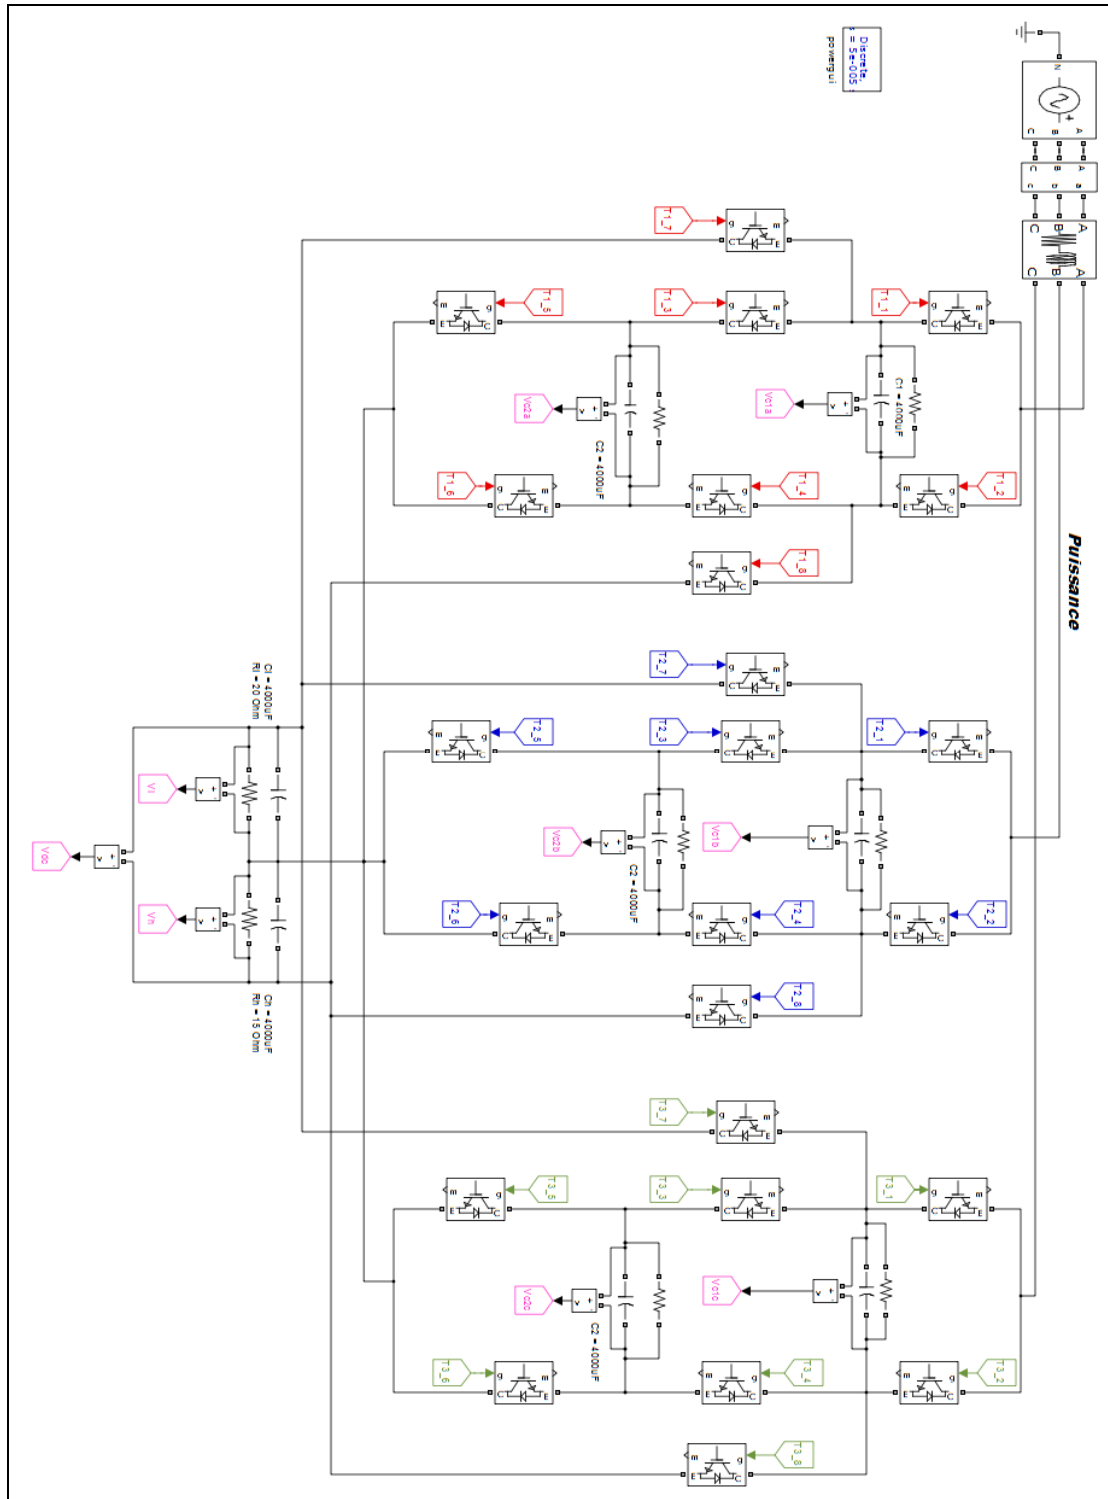 Puissance
Discrete,
s = 5e-005 s
powergui
N
A
B
C
A
B
C
a
b
c
A
B
C
A
B
C
T1_1
g
m
C
E
T1_2
g
m
C
E
C1 = 4000uF
+
-
v
Vc1a
T1_3
g
m
C
E
T1_4
g
m
C
E
T1_7
g
m
C
E
T1_8
g
m
C
E
C2 = 4000uF
+
-
v
Vc2a
T1_5
g
m
C
E
T1_6
g
m
C
E
T2_1
g
m
C
E
T2_2
g
m
C
E
+
-
v
Vc1b
T2_3
g
m
C
E
T2_4
g
m
C
E
T2_7
g
m
C
E
T2_8
g
m
C
E
C2 = 4000uF
+
-
v
Vc2b
T2_5
g
m
C
E
T2_6
g
m
C
E
T3_1
g
m
C
E
T3_2
g
m
C
E
+
-
v
Vc1c
T3_3
g
m
C
E
T3_4
g
m
C
E
T3_7
g
m
C
E
T3_8
g
m
C
E
C2 = 4000uF
+
-
v
Vc2c
T3_5
g
m
C
E
T3_6
g
m
C
E
Cl = 4000uF
Rl = 20 Ohm
Ch = 4000uF
Rh = 15 Ohm
+
-
v
Vl
+
-
v
Vh
+
-
v
Vdc